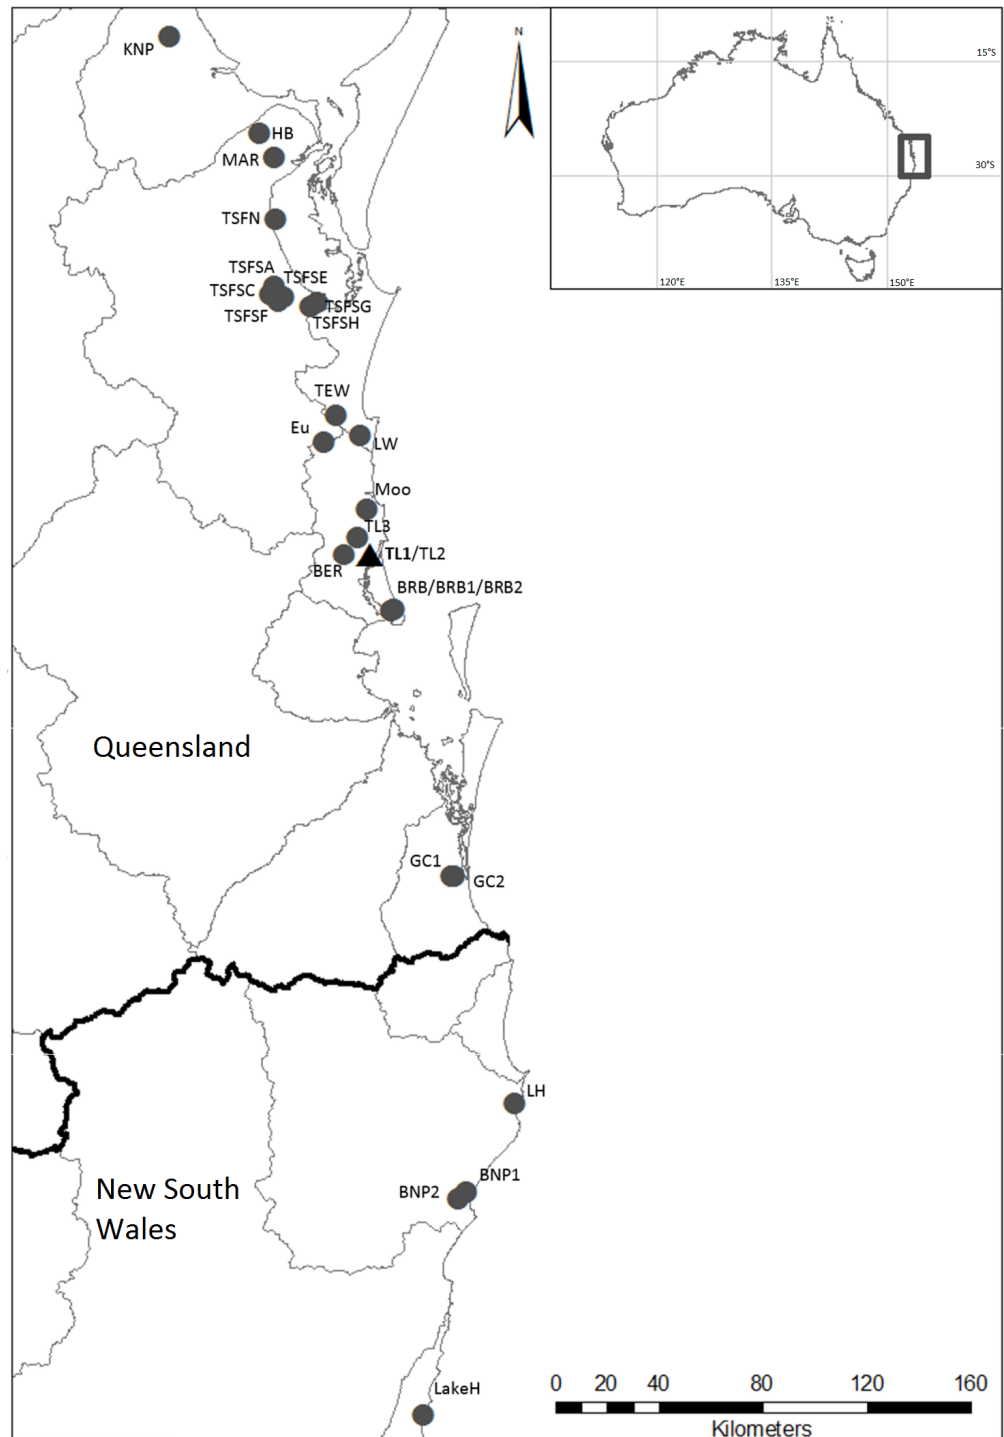 KNP
N
15°S
HB
MAR
30°S
TSFN
TSFSA
TSFSE
120°E
135°E
150°E
TSFSC
TSFSG
TSFSF
TSFSH
TEW
Eu
LW
Moo
TL3
TL1/TL2
BER
BRB/BRB1/BRB2
Queensland
GC1
GC2
LH
BNP1
BNP2
New South
Wales
LakeH
0 20 40 80 120 160
Kilometers